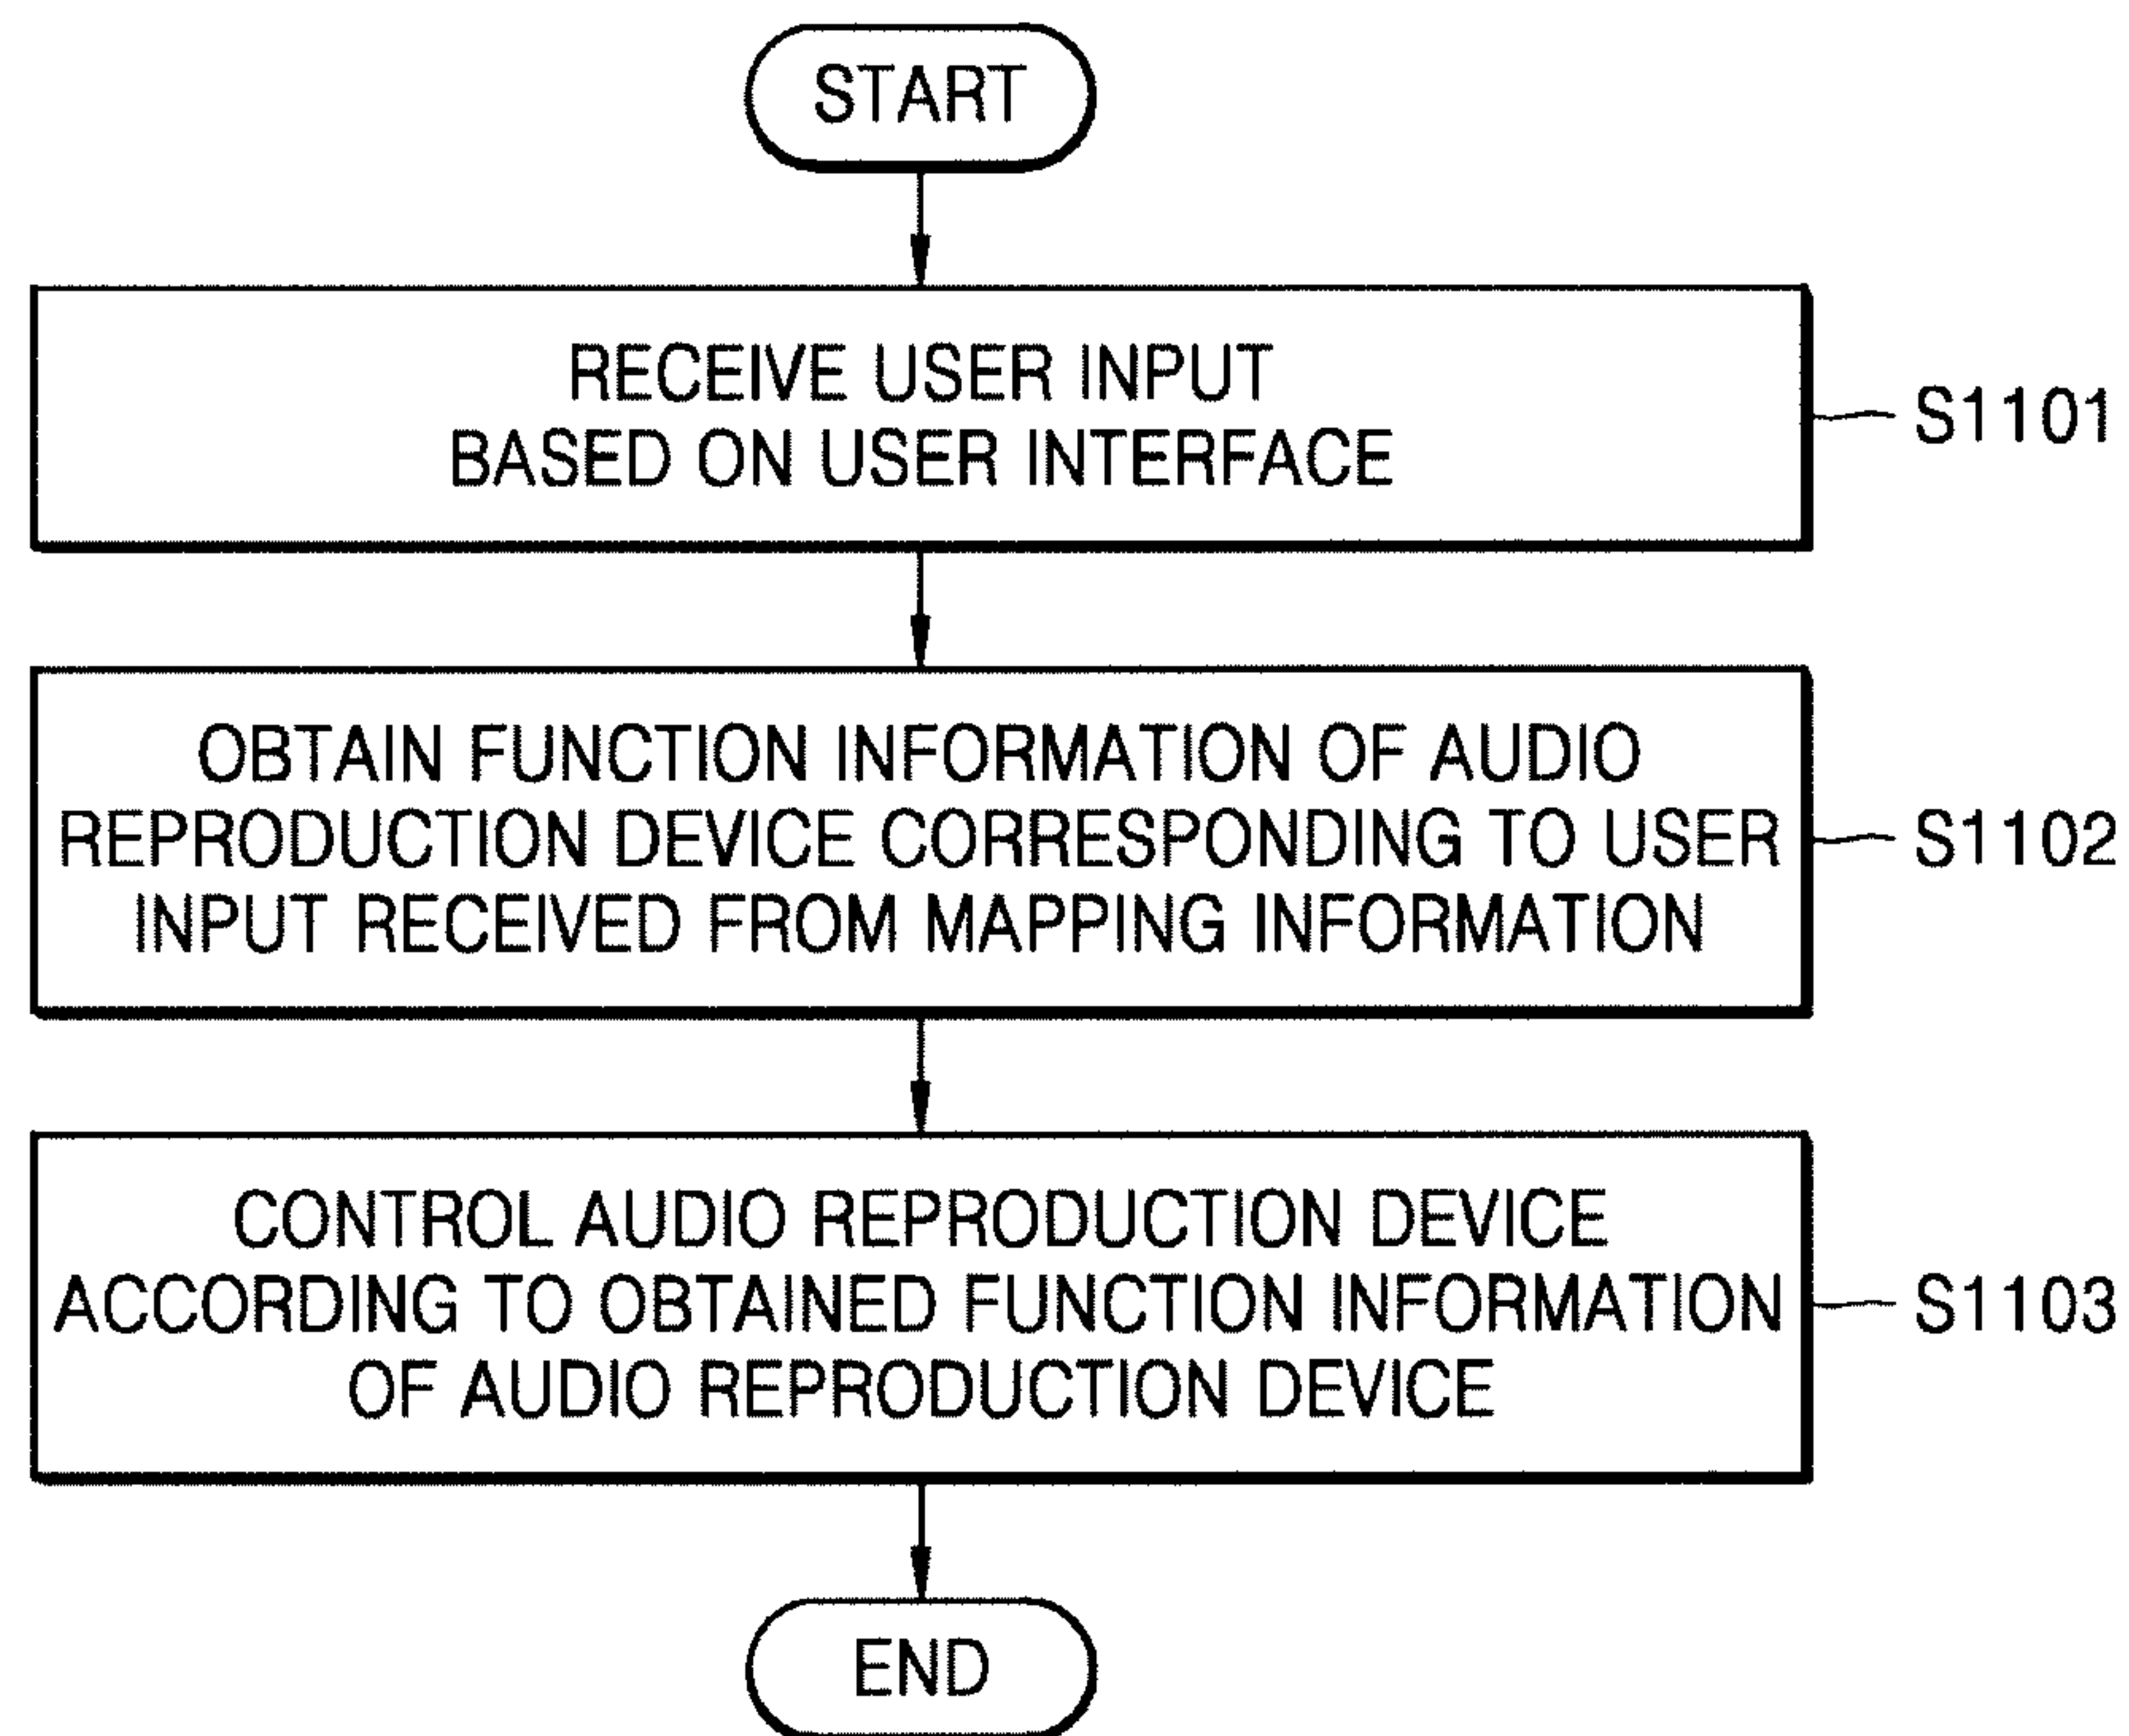 START
RECEIVE USER INPUT
BASED ON USER INTERFACE
S1101
OBTAIN FUNCTION INFORMATION OF AUDIO
REPRODUCTION DEVICE CORRESPONDING TO USER
INPUT RECEIVED FROM MAPPING INFORMATION
S1102
CONTROL AUDIO REPRODUCTION DEVICE
ACCORDING TO OBTAINED FUNCTION INFORMATION
OF AUDIO REPRODUCTION DEVICE
S1103
END